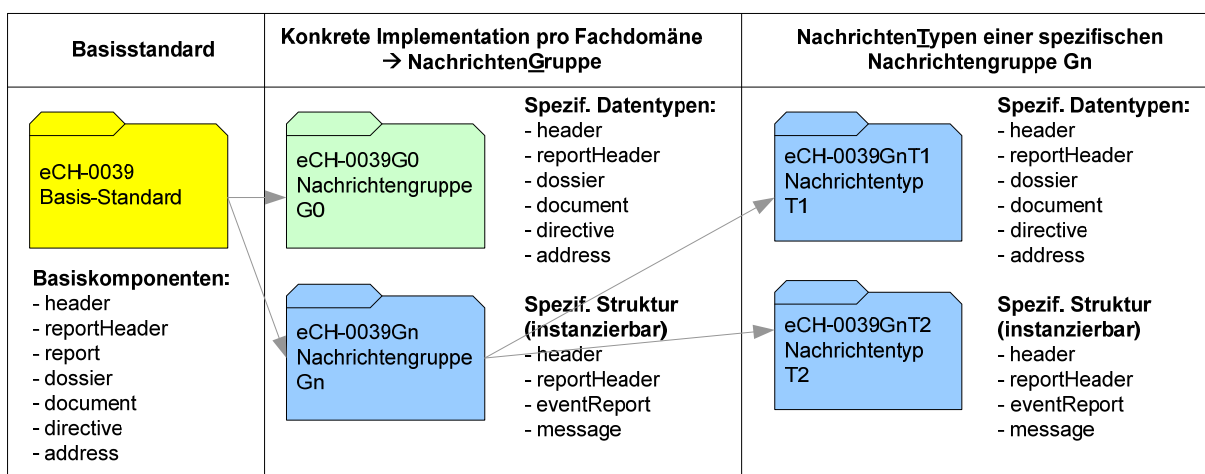 Basisstandard
Konkrete Implementation pro Fachdomäne
→ NachrichtenGruppe
NachrichtenTypen einer spezifischen
Nachrichtengruppe Gn
eCH-0039
Basis-Standard
Basiskomponenten:
- header
- reportHeader
- report
- dossier
- document
- directive
- address
eCH-0039G0
Nachrichtengruppe
G0
Spezif. Datentypen:
- header
- reportHeader
- dossier
- document
- directive
- address
eCH-0039Gn
Nachrichtengruppe
Gn
Spezif. Struktur
(instanzierbar)
- header
- reportHeader
- eventReport
- message
eCH-0039GnT1
Nachrichtentyp
T1
Spezif. Datentypen:
- header
- reportHeader
- dossier
- document
- directive
- address
eCH-0039GnT2
Nachrichtentyp
T2
Spezif. Struktur
(instanzierbar)
- header
- reportHeader
- eventReport
- message